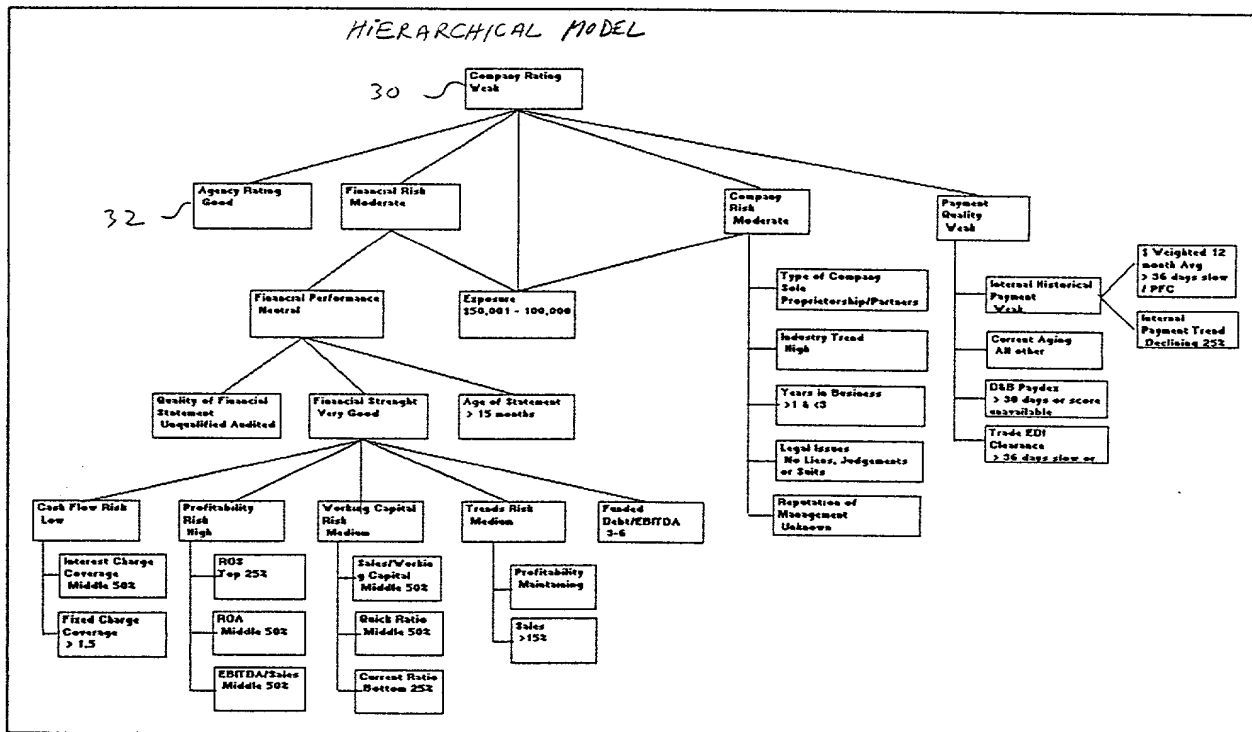 HIERARCHICAL MODEL
30
Company Rating
Weak
32
Agency Rating
Good
Financial Risk
Moderate
Company
Risk
Moderate
Payment
Quality
Weak
Financial Performance
Neutral
Exposure
$50,001 - 100,000
Type of Company
Sole
Proprietorship/Partners
Industry Trend
High
Years in Business
>1 & <3
Legal Issues
No Liens, Judgements
or Suits
Reputation of
Management
Unknown
Internal Historical
Payment
Weak
$ Weighted 12
month Avg
> 36 days slow
/ PFC
Internal
Payment Trend
Declining 25%
Current Aging
All other
D&B Paydex
> 30 days or score
unavailable
Trade EDI
Clearance
> 36 days slow or
Quality of Financial
Statement
Unqualified Audited
Financial Strenght
Very Good
Age of Statement
> 15 months
Cash Flow Risk
Low
Interest Charge
Coverage
Middle 50%
Fixed Charge
Coverage
> 1.5
Profitability
Risk
High
ROS
Top 25%
ROA
Middle 50%
EBITDA/Sales
Middle 50%
Working Capital
Risk
Medium
Sales/Workin
g Capital
Middle 50%
Quick Ratio
Middle 50%
Current Ratio
Bottom 25%
Trends Risk
Medium
Profitability
Maintaining
Sales
>15%
Funded
Debt/EBITDA
3-6